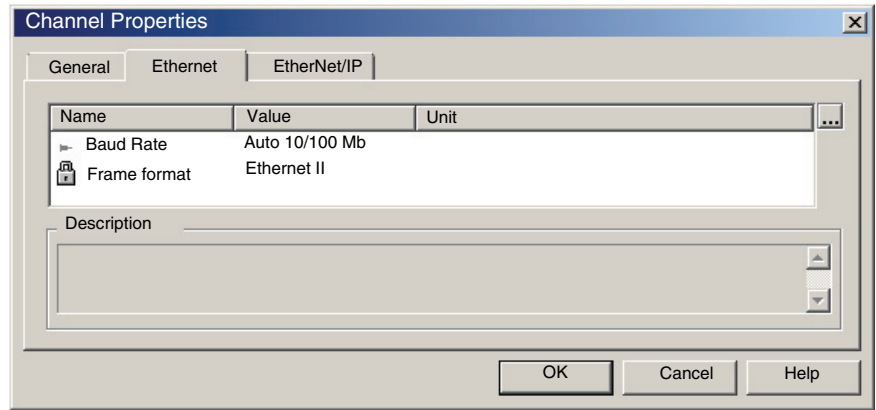 Channel Properties
General Ethernet EtherNet/IP
Name Value Unit ...
Baud Rate Auto 10/100 Mb
Frame format Ethernet II
Description
OK Cancel Help